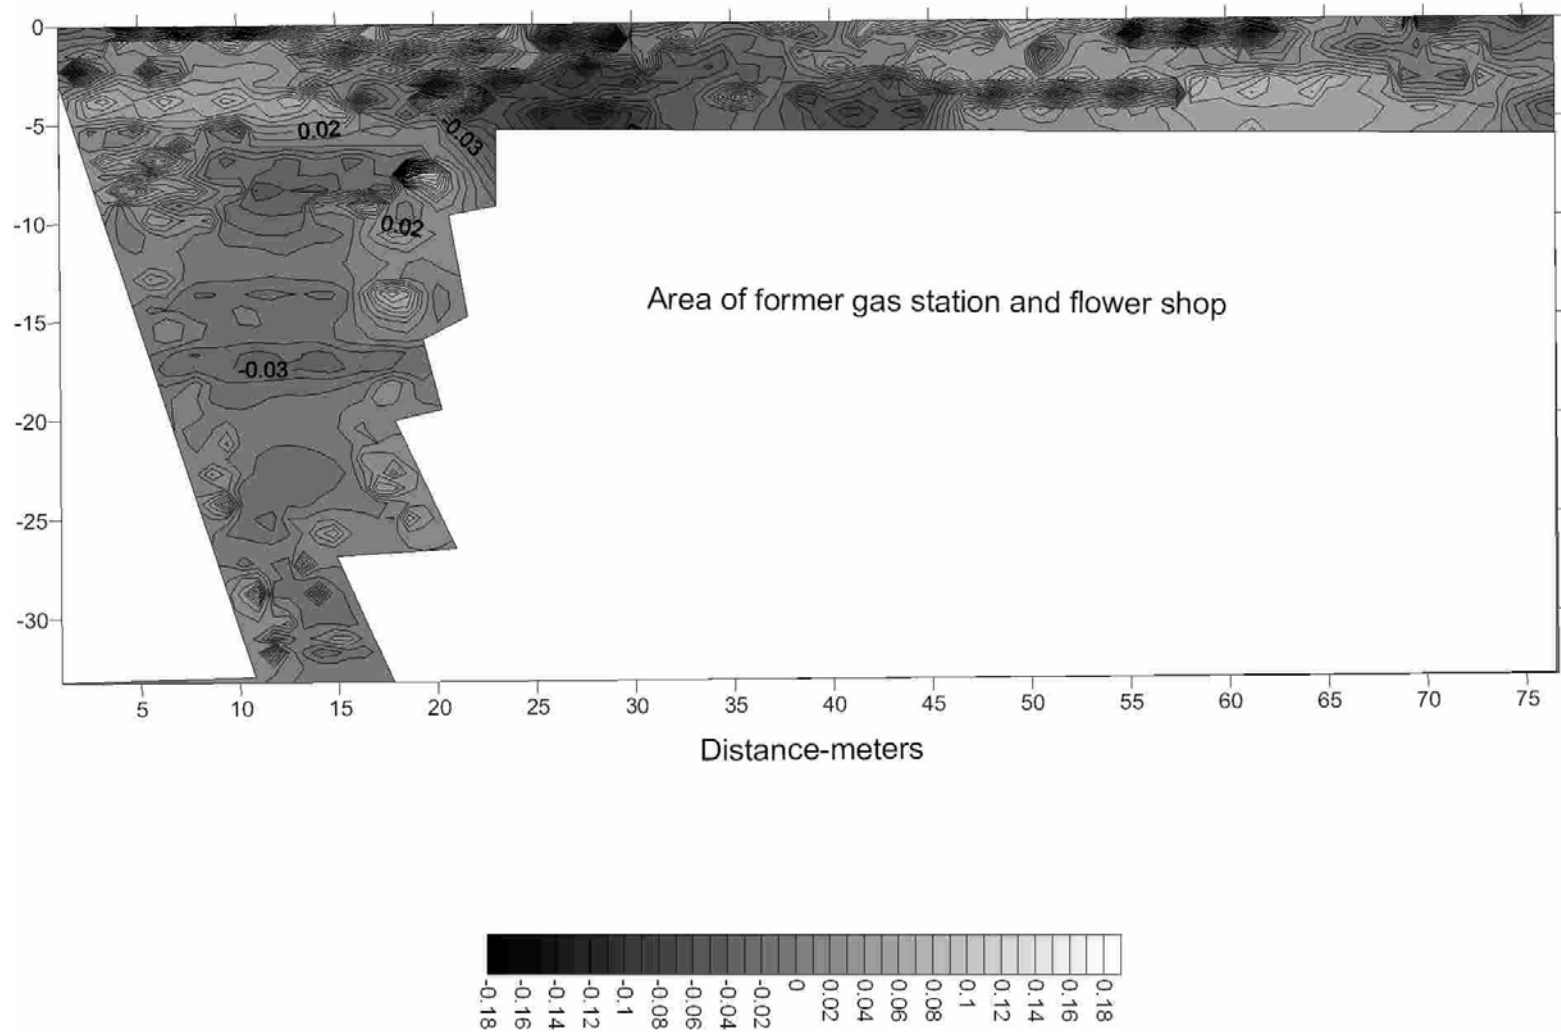 0
-5
0.02
-0.03
-10
0.02
Area of former gas station and flower shop
-15
-0.03
-20
-25
-30
5 10 15 20 25 30 35 40 45 50 55 60 65 70 75
Distance-meters
-0.18 -0.16 -0.14 -0.12 -0.1 -0.08 -0.06 -0.04 -0.02 0 0.02 0.04 0.06 0.08 0.1 0.12 0.14 0.16 0.18